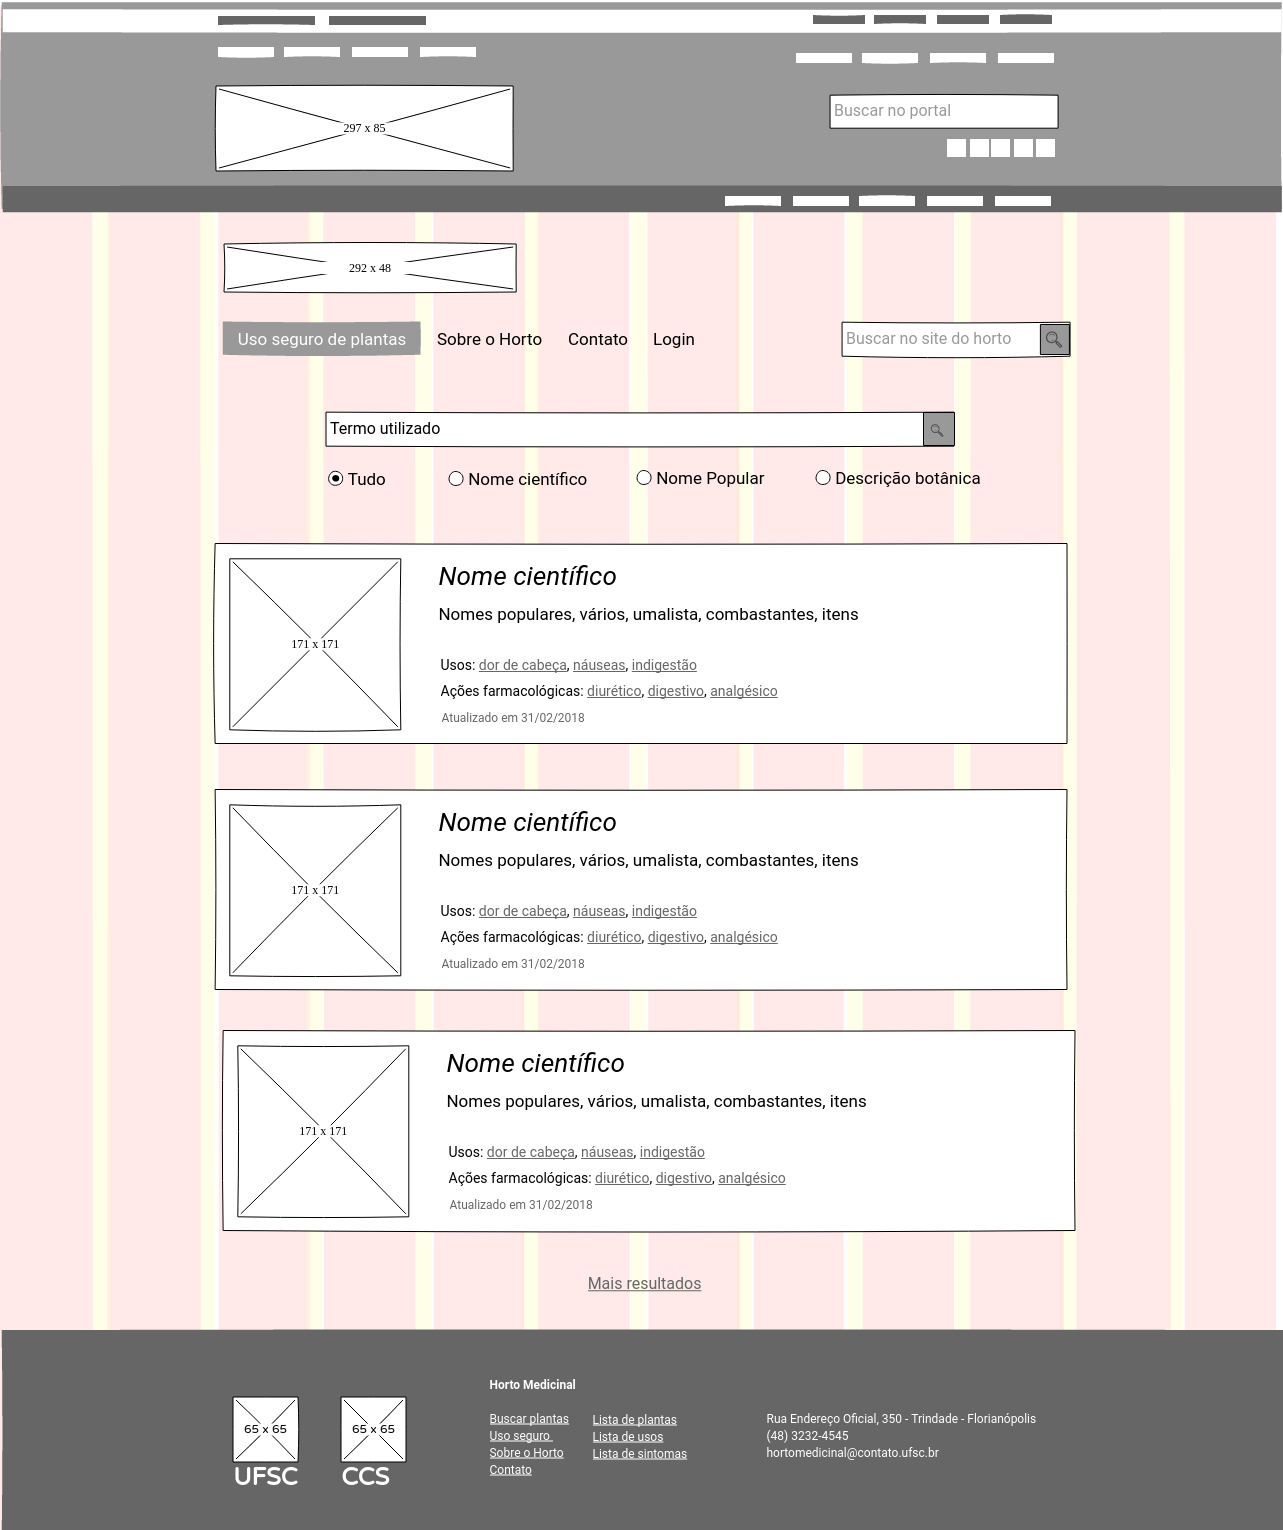 297 x 85
Buscar no portal
292 x 48
Uso seguro de plantas Sobre o Horto Contato Login Buscar no site do horto
Termo utilizado
Tudo Nome científico Nome Popular Descrição botânica
171 x 171
Nome científico
Nomes populares, vários, umalista, combastantes, itens
Usos: dor de cabeça, náuseas, indigestão
Ações farmacológicas: diurético, digestivo, analgésico
Atualizado em 31/02/2018
171 x 171
Nome científico
Nomes populares, vários, umalista, combastantes, itens
Usos: dor de cabeça, náuseas, indigestão
Ações farmacológicas: diurético, digestivo, analgésico
Atualizado em 31/02/2018
171 x 171
Nome científico
Nomes populares, vários, umalista, combastantes, itens
Usos: dor de cabeça, náuseas, indigestão
Ações farmacológicas: diurético, digestivo, analgésico
Atualizado em 31/02/2018
Mais resultados
65 x 65
UFSC
65 x 65
CCS
Horto Medicinal
Buscar plantas
Uso seguro
Sobre o Horto
Contato
Lista de plantas
Lista de usos
Lista de sintomas
Rua Endereço Oficial, 350 - Trindade - Florianópolis
(48) 3232-4545
hortomedicinal@contato.ufsc.br